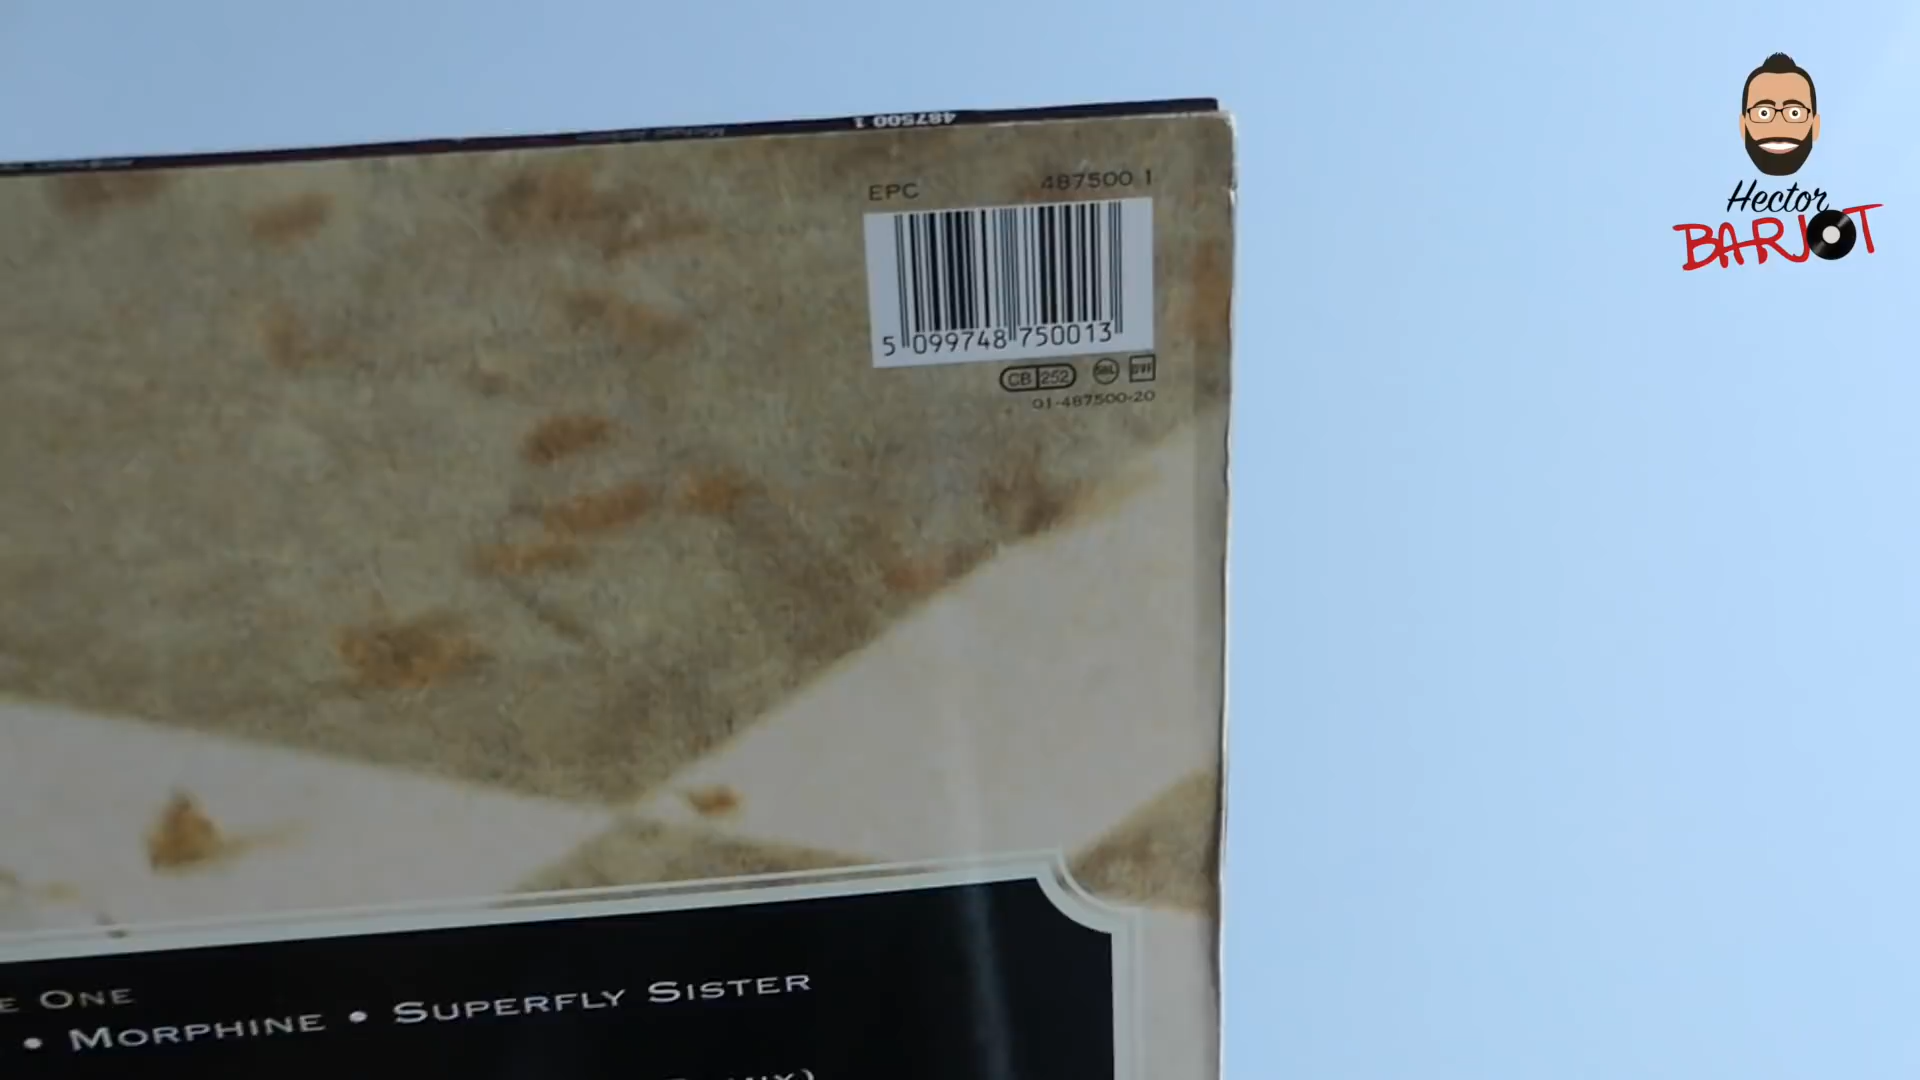 487500 1
EPC 487500 1
5 099748 750013
CB 252
01-487500-20
Hector
BARJOT
E ONE
• MORPHINE • SUPERFLY SISTER